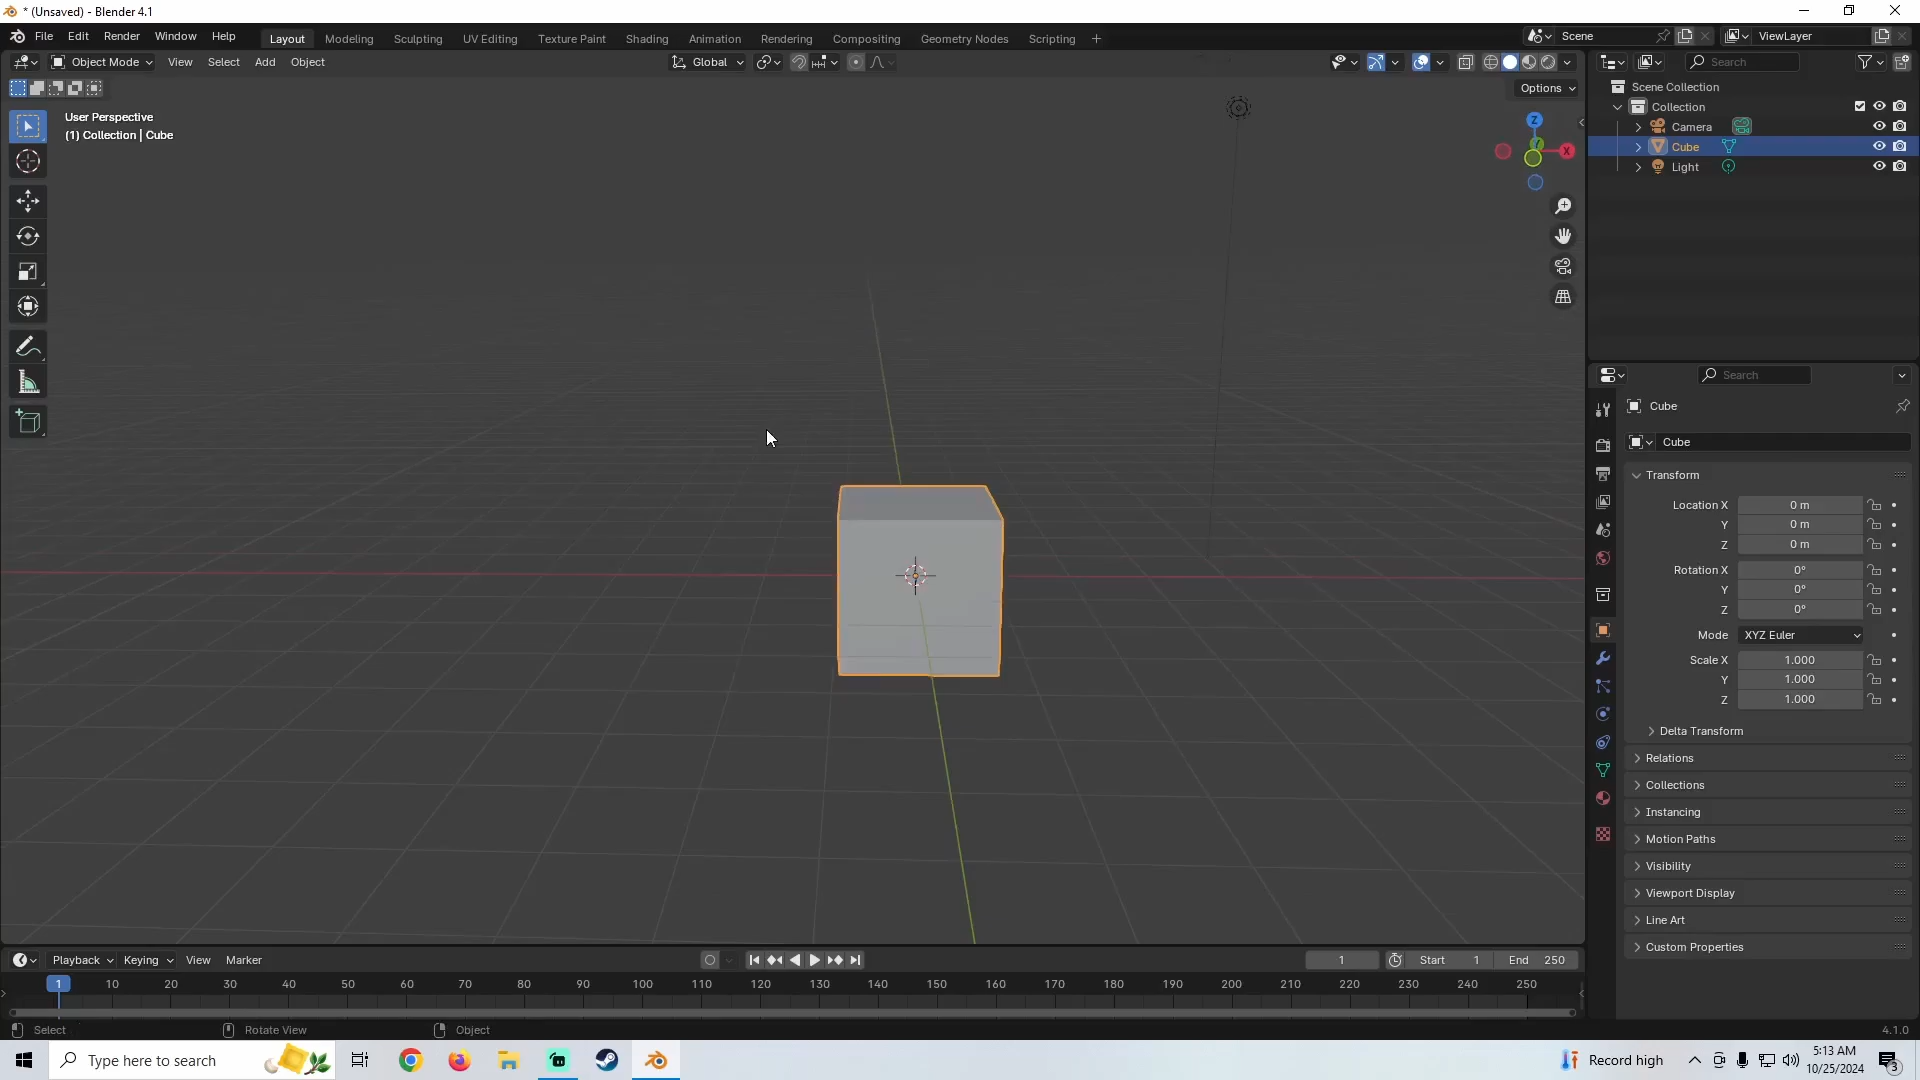 * (Unsaved) - Blender 4.1
File Edit Render Window Help Layout Modeling Sculpting UV Editing Texture Paint Shading Animation Rendering Compositing Geometry Nodes Scripting + Scene ViewLayer
Object Mode View Select Add Object Global Search
Options
User Perspective
(1) Collection | Cube
Z
Y
X
Scene Collection
Collection
Camera
Cube
Light
Search
Cube
Cube
Transform
Location X 0 m
Y 0 m
Z 0 m
Rotation X 0°
Y 0°
Z 0°
Mode XYZ Euler
Scale X 1.000
Y 1.000
Z 1.000
Delta Transform
Relations
Collections
Instancing
Motion Paths
Visibility
Viewport Display
Line Art
Custom Properties
Playback Keying View Marker 1 Start 1 End 250
1 10 20 30 40 50 60 70 80 90 100 110 120 130 140 150 160 170 180 190 200 210 220 230 240 250
Select Rotate View Object 4.1.0
Type here to search Record high 5:13 AM
10/25/2024 3